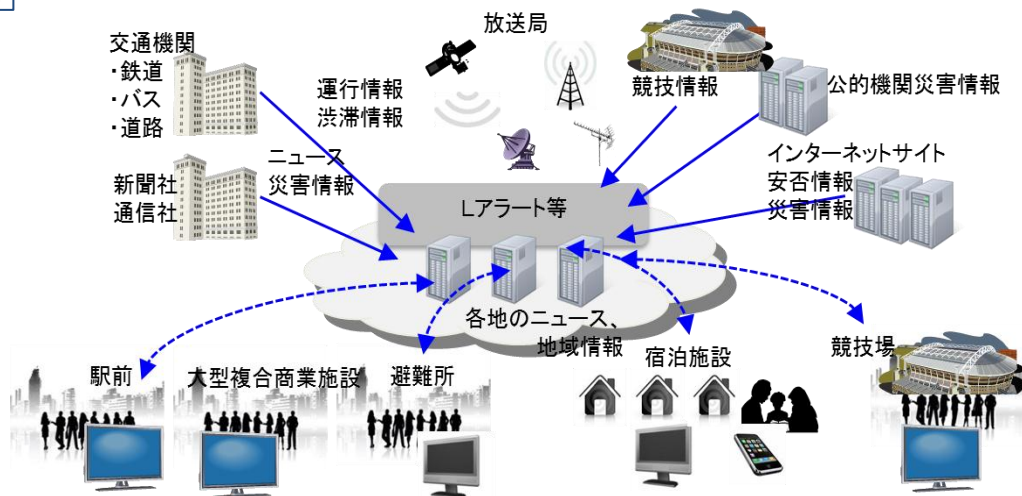 放送局
交通機関
・鉄道
・バス
・道路
運行情報
渋滞情報
競技情報
公的機関災害情報
新聞社
通信社
ニュース
災害情報
インターネットサイト
安否情報
災害情報
Lアラート等
各地のニュース、
地域情報
駅前
大型複合商業施設
避難所
宿泊施設
競技場